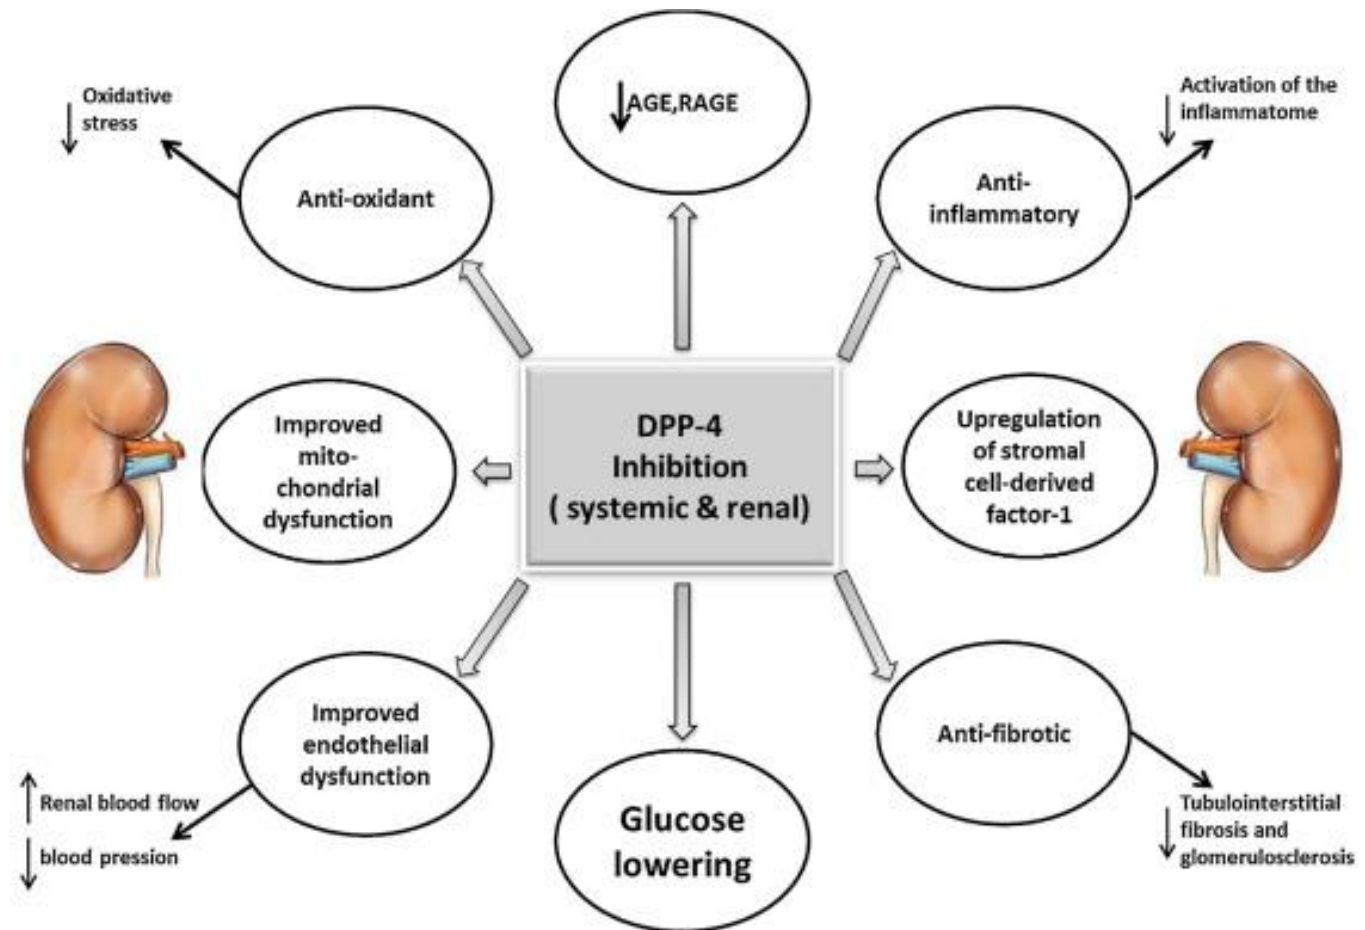 ↓ AGE,RAGE
↓ Oxidative
stress
Anti-oxidant
↓ Activation of the
inflammatome
Anti-
inflammatory
Improved
mito-
chondrial
dysfunction
DPP-4
Inhibition
( systemic & renal)
Upregulation
of stromal
cell-derived
factor-1
Improved
endothelial
dysfunction
↑ Renal blood flow
↓ blood pression
Glucose
lowering
Anti-fibrotic
↓ Tubulointerstitial
fibrosis and
glomerulosclerosis